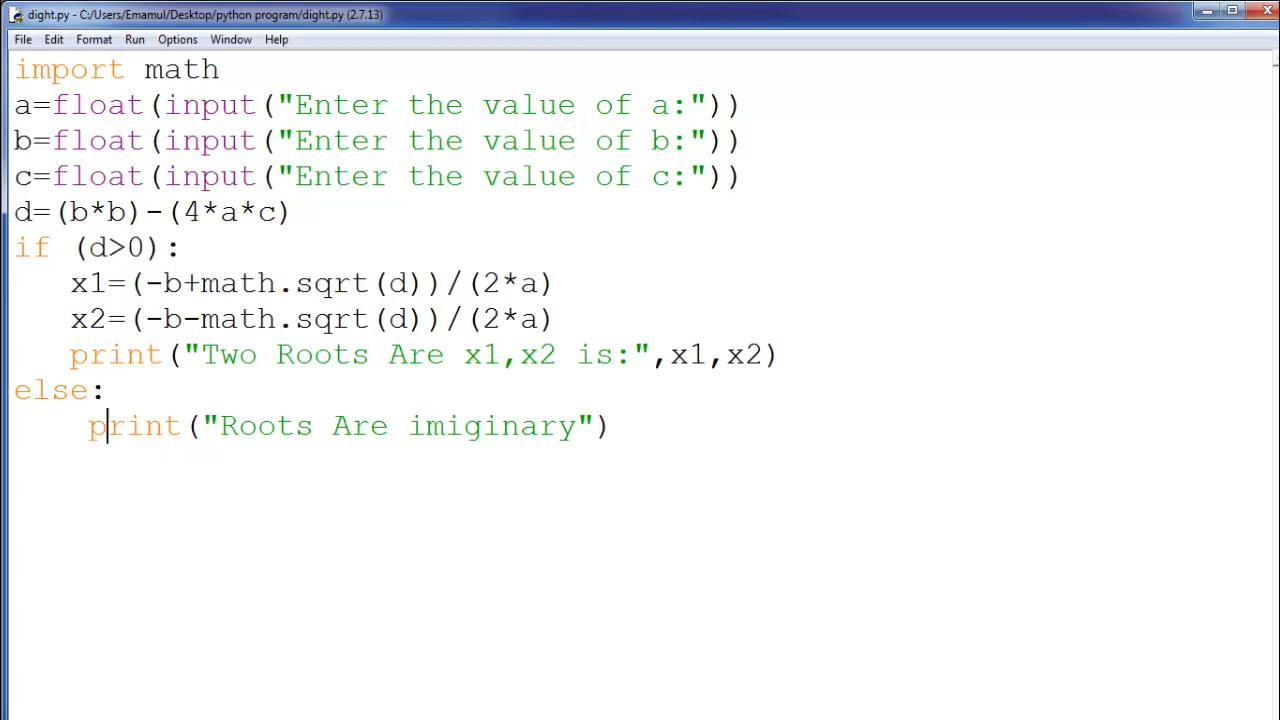 dight.py - C:/Users/Emamul/Desktop/python program/dight.py (2.7.13)
File Edit Format Run Options Window Help
import math
a=float(input("Enter the value of a:"))
b=float(input("Enter the value of b:"))
c=float(input("Enter the value of c:"))
d=(b*b)-(4*a*c)
if (d>0):
   x1=(-b+math.sqrt(d))/(2*a)
   x2=(-b-math.sqrt(d))/(2*a)
   print("Two Roots Are x1,x2 is:",x1,x2)
else:
    print("Roots Are imiginary")